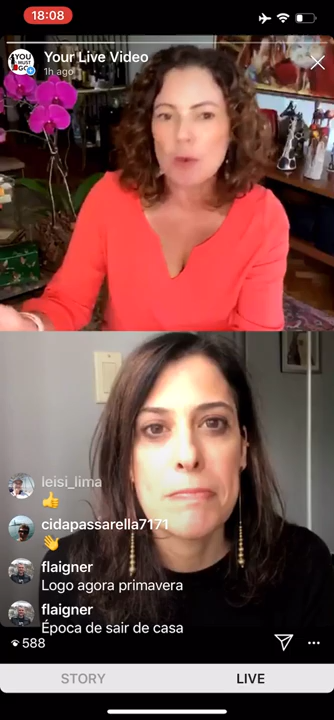 18:08
YOU
MUST
GO!
Your Live Video
1h ago
leisi_lima
👍
cidapassarella7171
👋
flaigner
Logo agora primavera
flaigner
Época de sair de casa
588
STORY
LIVE